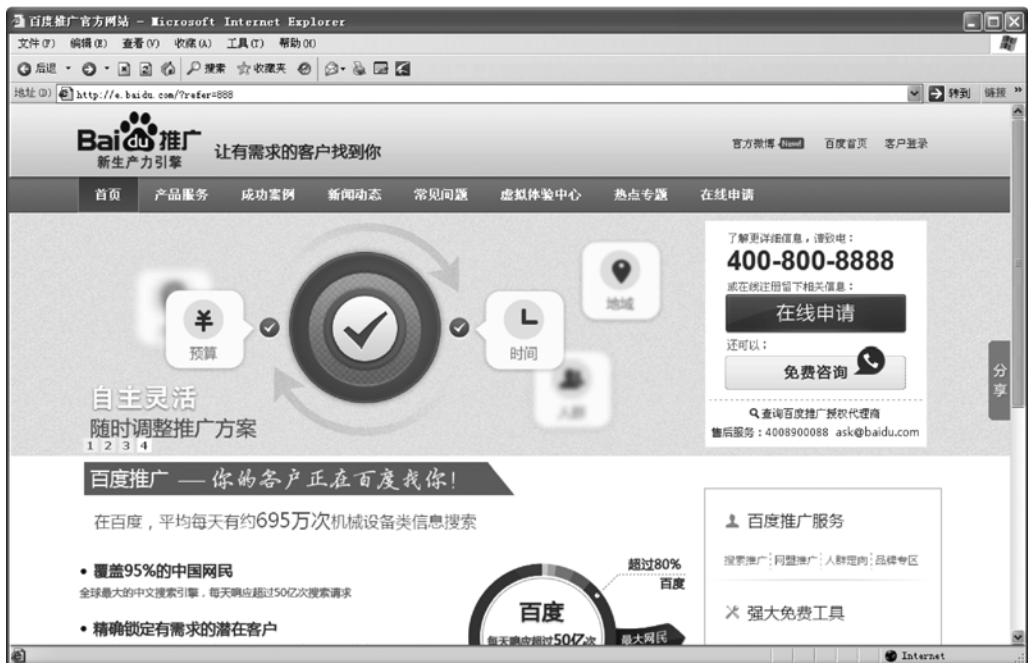 百度推广官方网站 - Microsoft Internet Explorer
文件(F) 编辑(E) 查看(V) 收藏(A) 工具(T) 帮助(H)
后退 搜索 收藏夹
地址(D) http://e.baidu.com/?refer=888 转到 链接 »
Baidu推广
新生产力引擎
让有需求的客户找到你
官方微博 New! 百度首页 客户登录
首页 产品服务 成功案例 新闻动态 常见问题 虚拟体验中心 热点专题 在线申请
¥
预算
时间
地域
人群
自主灵活
随时调整推广方案
1 2 3 4
了解更详细信息，请致电：
400-800-8888
或在线注册留下相关信息：
在线申请
还可以：
免费咨询
查询百度推广授权代理商
售后服务：4008900088 ask@baidu.com
分享
百度推广 — 你的客户正在百度找你！
在百度，平均每天有约695万次机械设备类信息搜索
• 覆盖95%的中国网民
全球最大的中文搜索引擎，每天响应超过50亿次搜索请求
• 精确锁定有需求的潜在客户
超过80%
百度
百度
每天响应超过50亿次
最大网民
百度推广服务
搜索推广 网盟推广 人群定向 品牌专区
强大免费工具
Internet